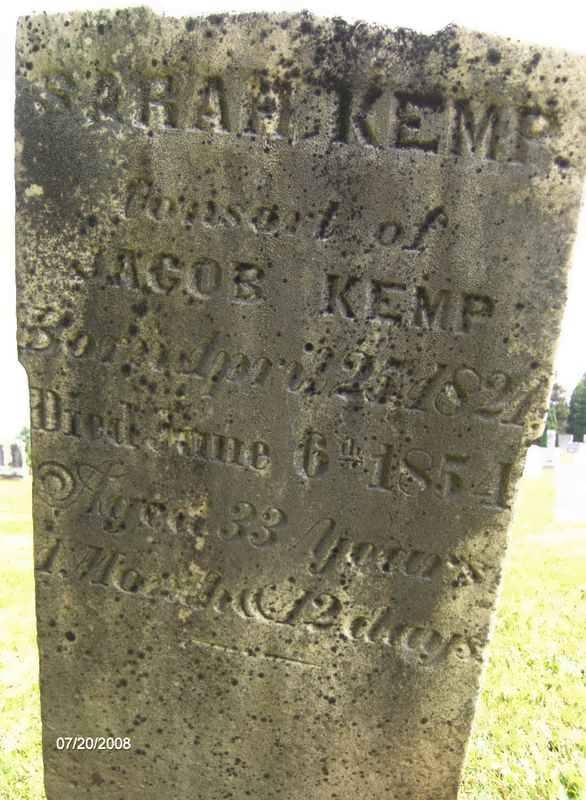 SARAH KEMP
Consort of
JACOB KEMP
Born April 25, 1821
Died June 6th 1854
Aged 33 Years
1 Month & 12 days
07/20/2008